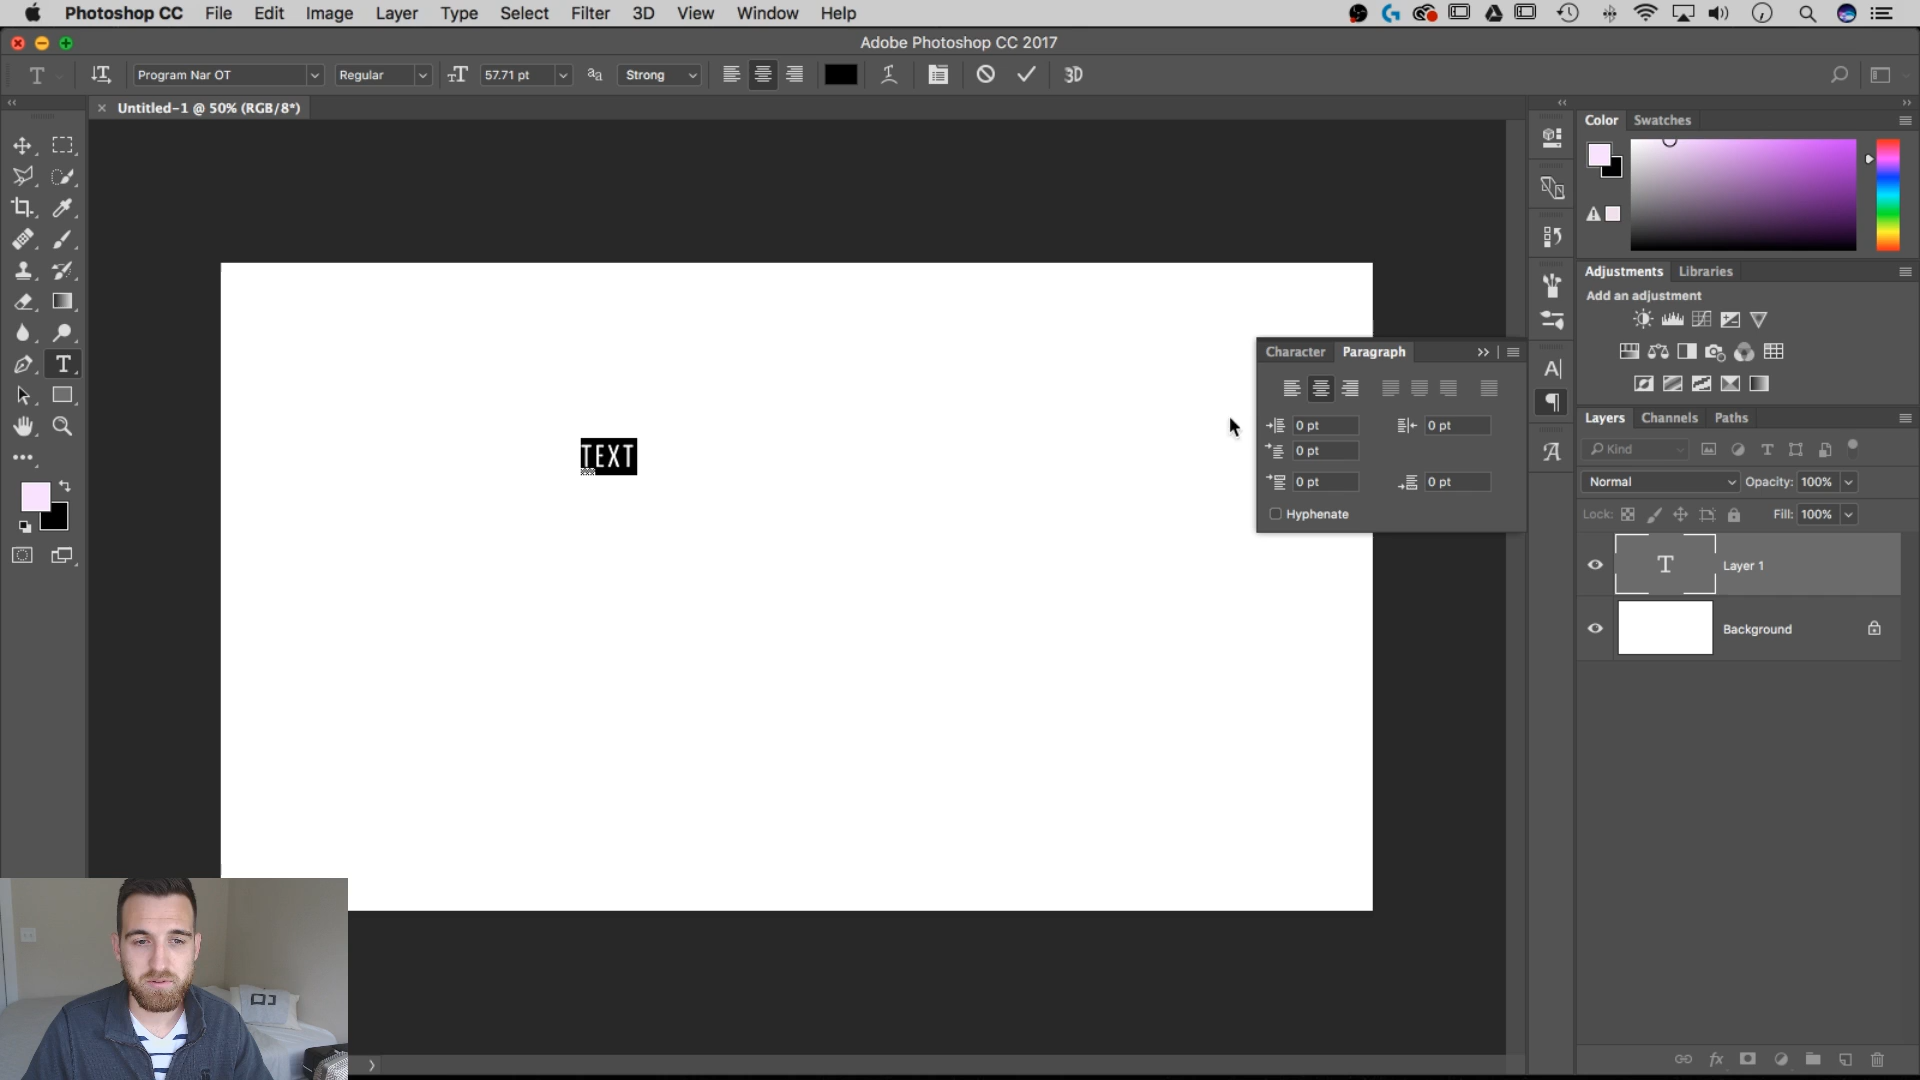 Photoshop CC File Edit Image Layer Type Select Filter 3D View Window Help
Adobe Photoshop CC 2017
Program Nar OT Regular 57.71 pt Strong 3D
Untitled-1 @ 50% (RGB/8*)
Color Swatches
Adjustments Libraries
Add an adjustment
TEXT
Character Paragraph
0 pt 0 pt
0 pt
0 pt 0 pt
Hyphenate
Layers Channels Paths
Kind
Normal Opacity: 100%
Lock: Fill: 100%
T Layer 1
Background